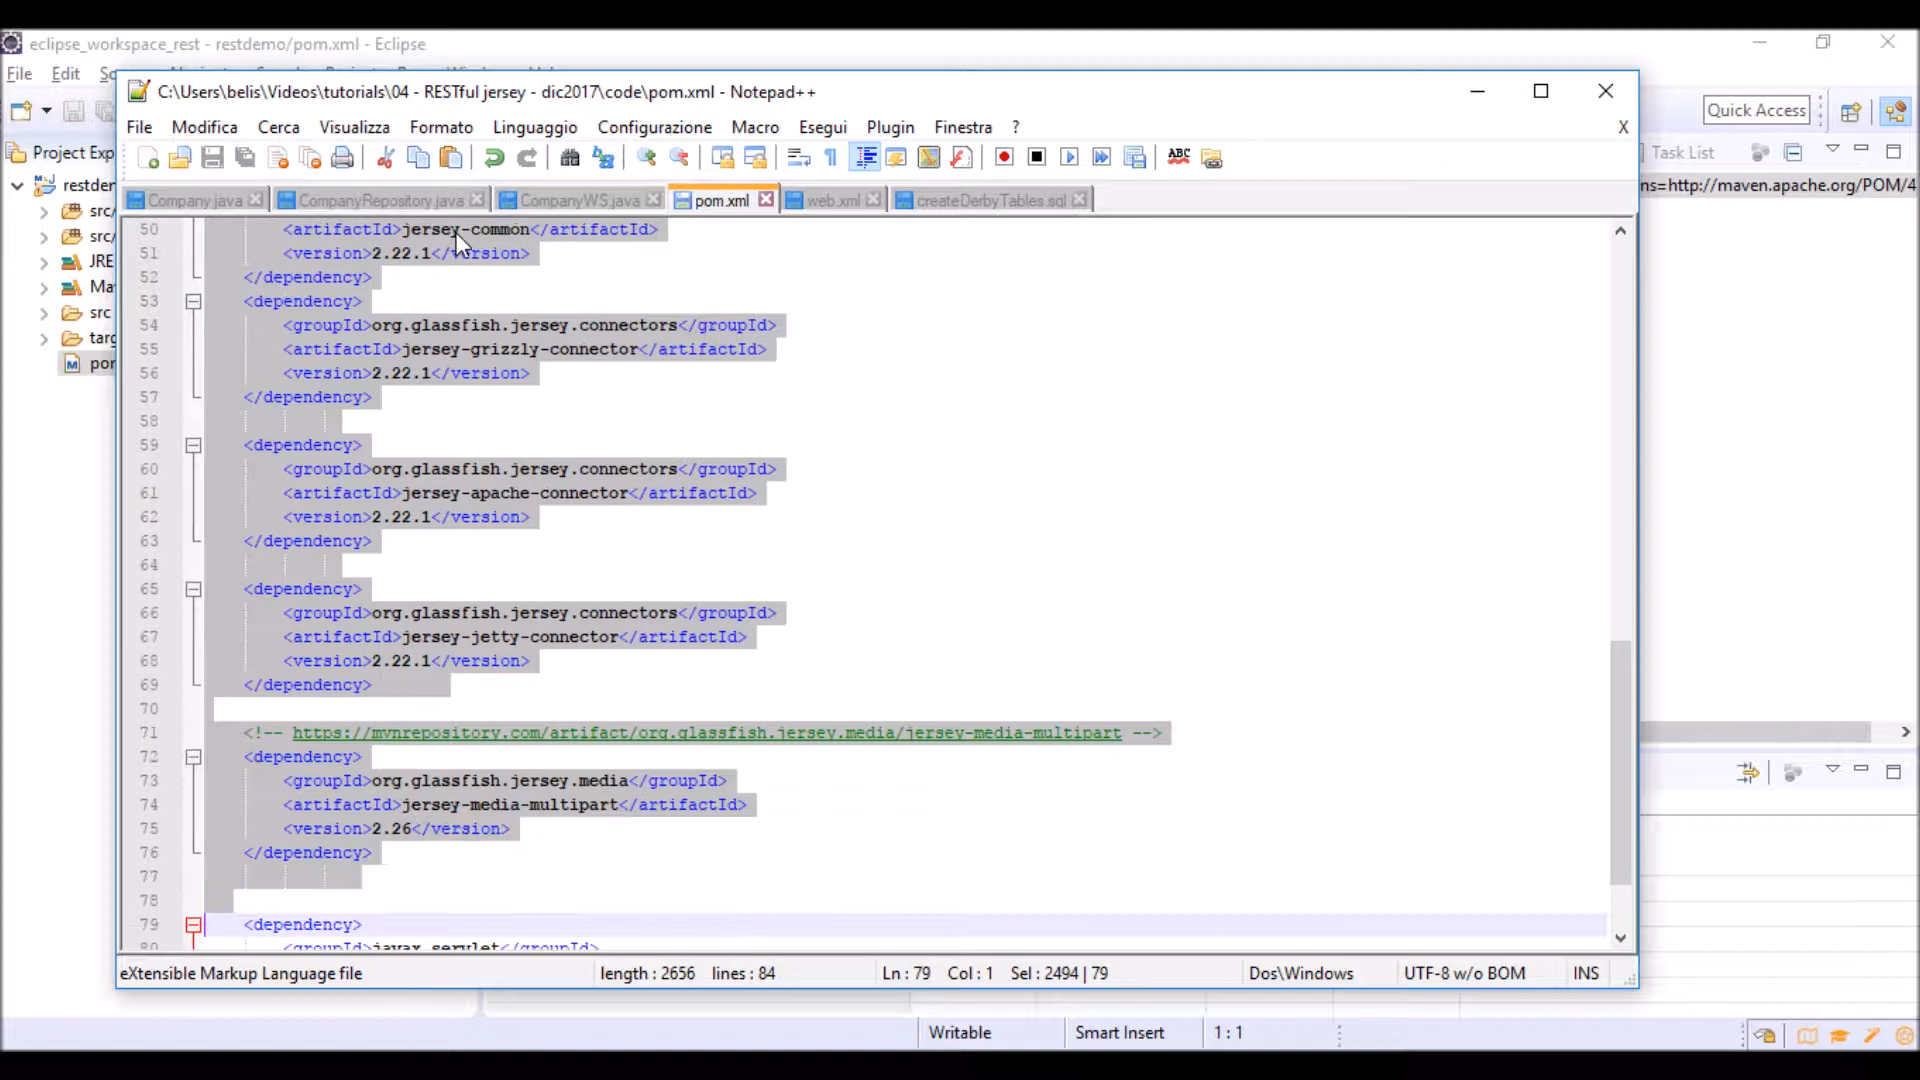 eclipse_workspace_rest - restdemo/pom.xml - Eclipse
File Edit
C:\Users\belis\Videos\tutorials\04 - RESTful jersey - dic2017\code\pom.xml - Notepad++
File Modifica Cerca Visualizza Formato Linguaggio Configurazione Macro Esegui Plugin Finestra ? X
Quick Access
ABC
Project Exp
Task List
Company.java CompanyRepository.java CompanyWS.java pom.xml web.xml createDerbyTables.sql
restden
src/
src/
JRE
Ma
src
targ
por
ns=http://maven.apache.org/POM/4
50 <artifactId>jersey-common</artifactId>
51 <version>2.22.1</version>
52 </dependency>
53 <dependency>
54 <groupId>org.glassfish.jersey.connectors</groupId>
55 <artifactId>jersey-grizzly-connector</artifactId>
56 <version>2.22.1</version>
57 </dependency>
58
59 <dependency>
60 <groupId>org.glassfish.jersey.connectors</groupId>
61 <artifactId>jersey-apache-connector</artifactId>
62 <version>2.22.1</version>
63 </dependency>
64
65 <dependency>
66 <groupId>org.glassfish.jersey.connectors</groupId>
67 <artifactId>jersey-jetty-connector</artifactId>
68 <version>2.22.1</version>
69 </dependency>
70
71 <!-- https://mvnrepository.com/artifact/org.glassfish.jersey.media/jersey-media-multipart -->
72 <dependency>
73 <groupId>org.glassfish.jersey.media</groupId>
74 <artifactId>jersey-media-multipart</artifactId>
75 <version>2.26</version>
76 </dependency>
77
78
79 <dependency>
80 <groupId>javax.servlet</groupId>
eXtensible Markup Language file length : 2656 lines : 84 Ln : 79 Col : 1 Sel : 2494 | 79 Dos\Windows UTF-8 w/o BOM INS
Writable Smart Insert 1 : 1